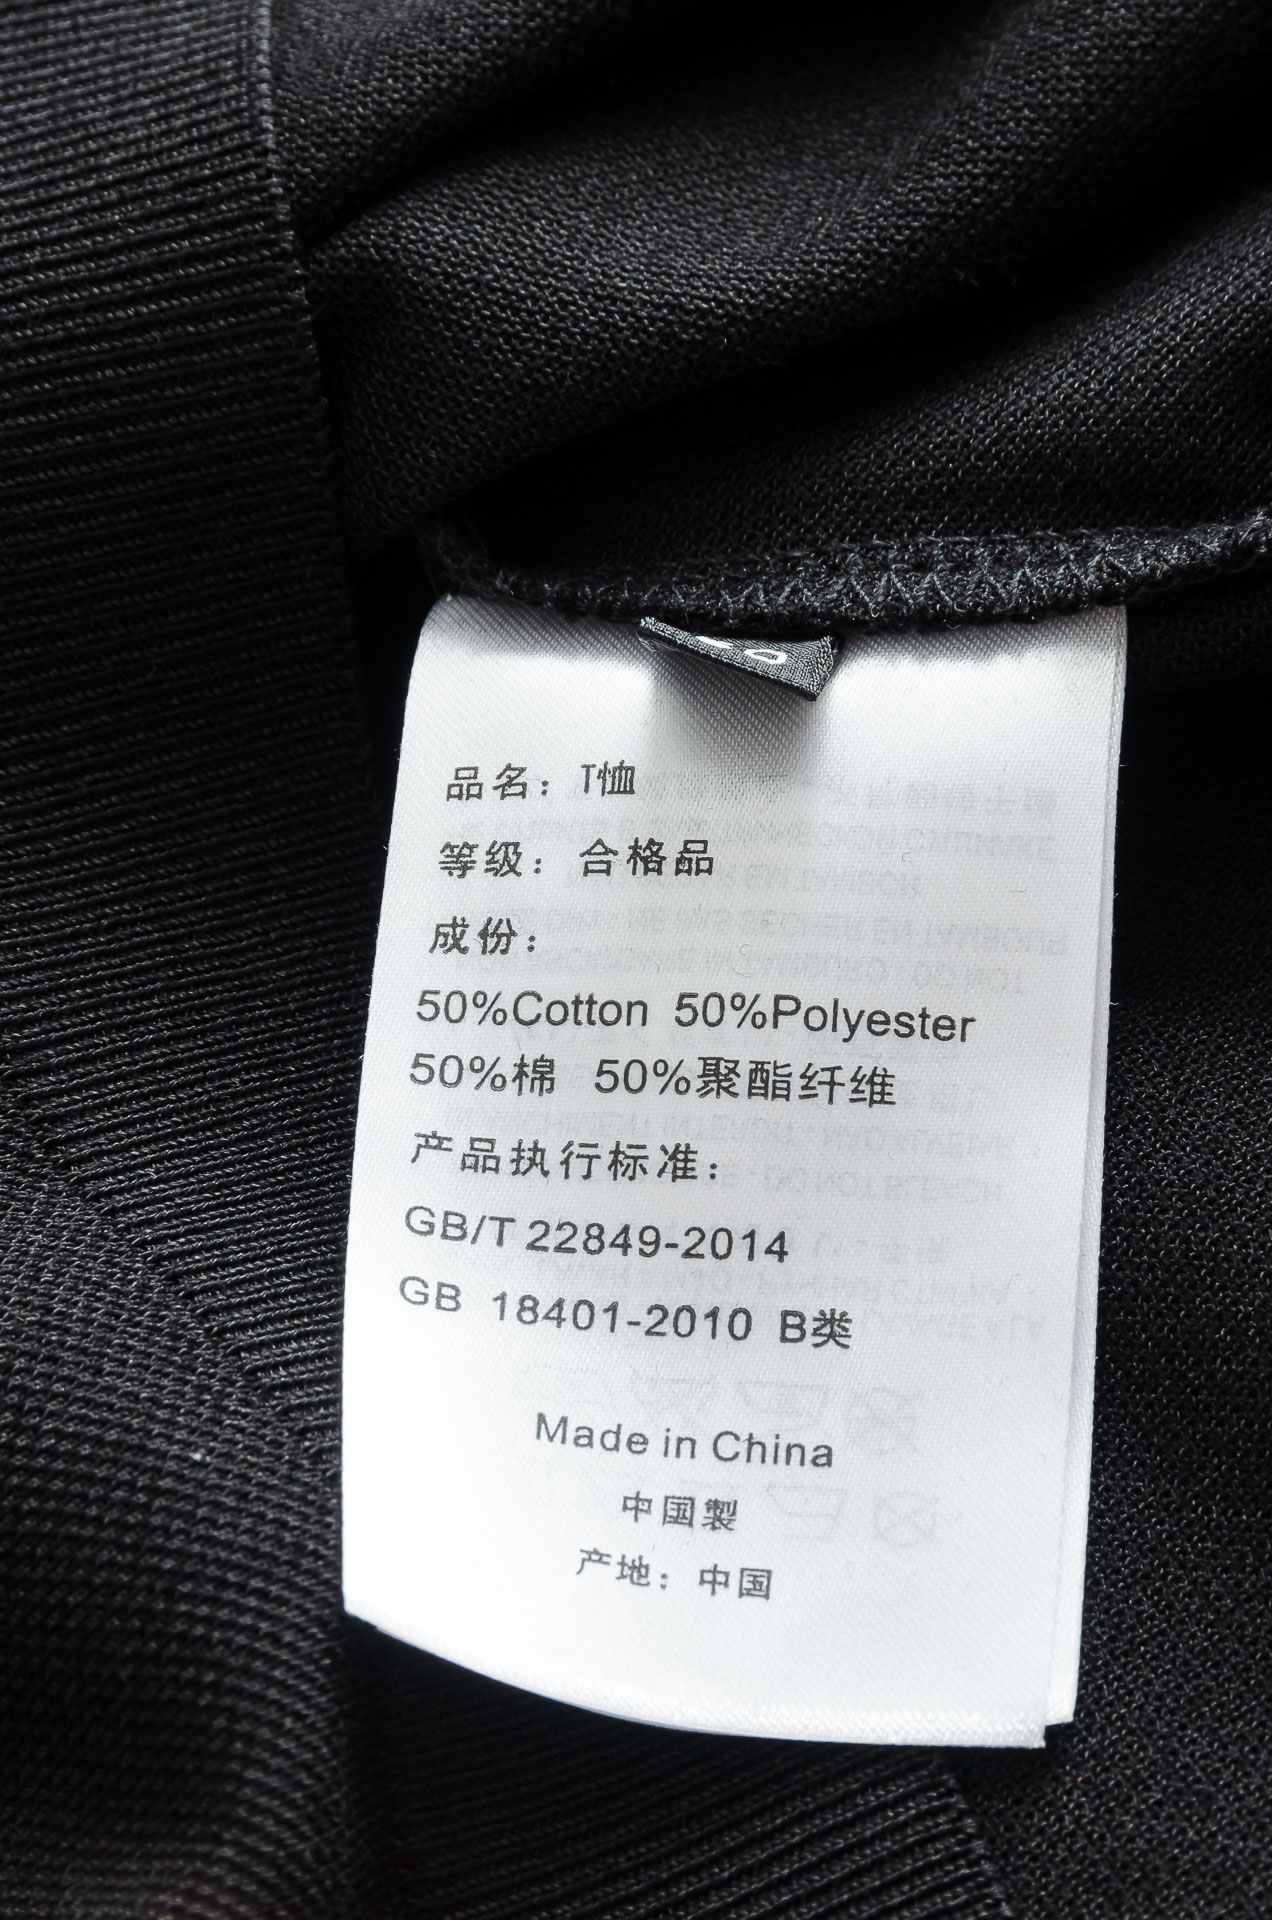 品名：T恤
等级：合格品
成份：
50%Cotton 50%Polyester
50%棉 50%聚酯纤维
产品执行标准：
GB/T 22849-2014
GB 18401-2010 B类
Made in China
中国製
产地：中国